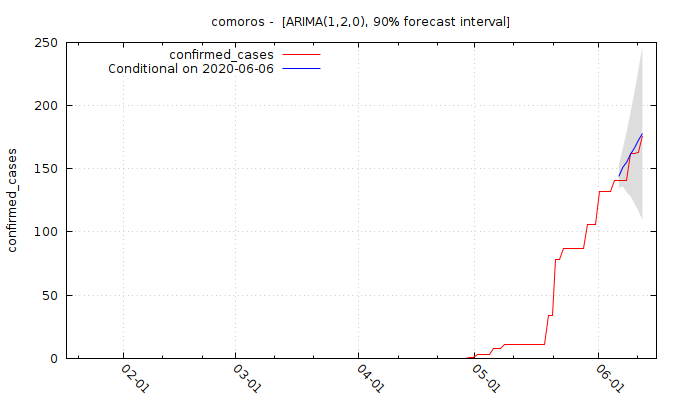 comoros - [ARIMA(1,2,0), 90% forecast interval]
confirmed_cases
Conditional on 2020-06-06
confirmed_cases
250
200
150
100
50
0
02-01
03-01
04-01
05-01
06-01